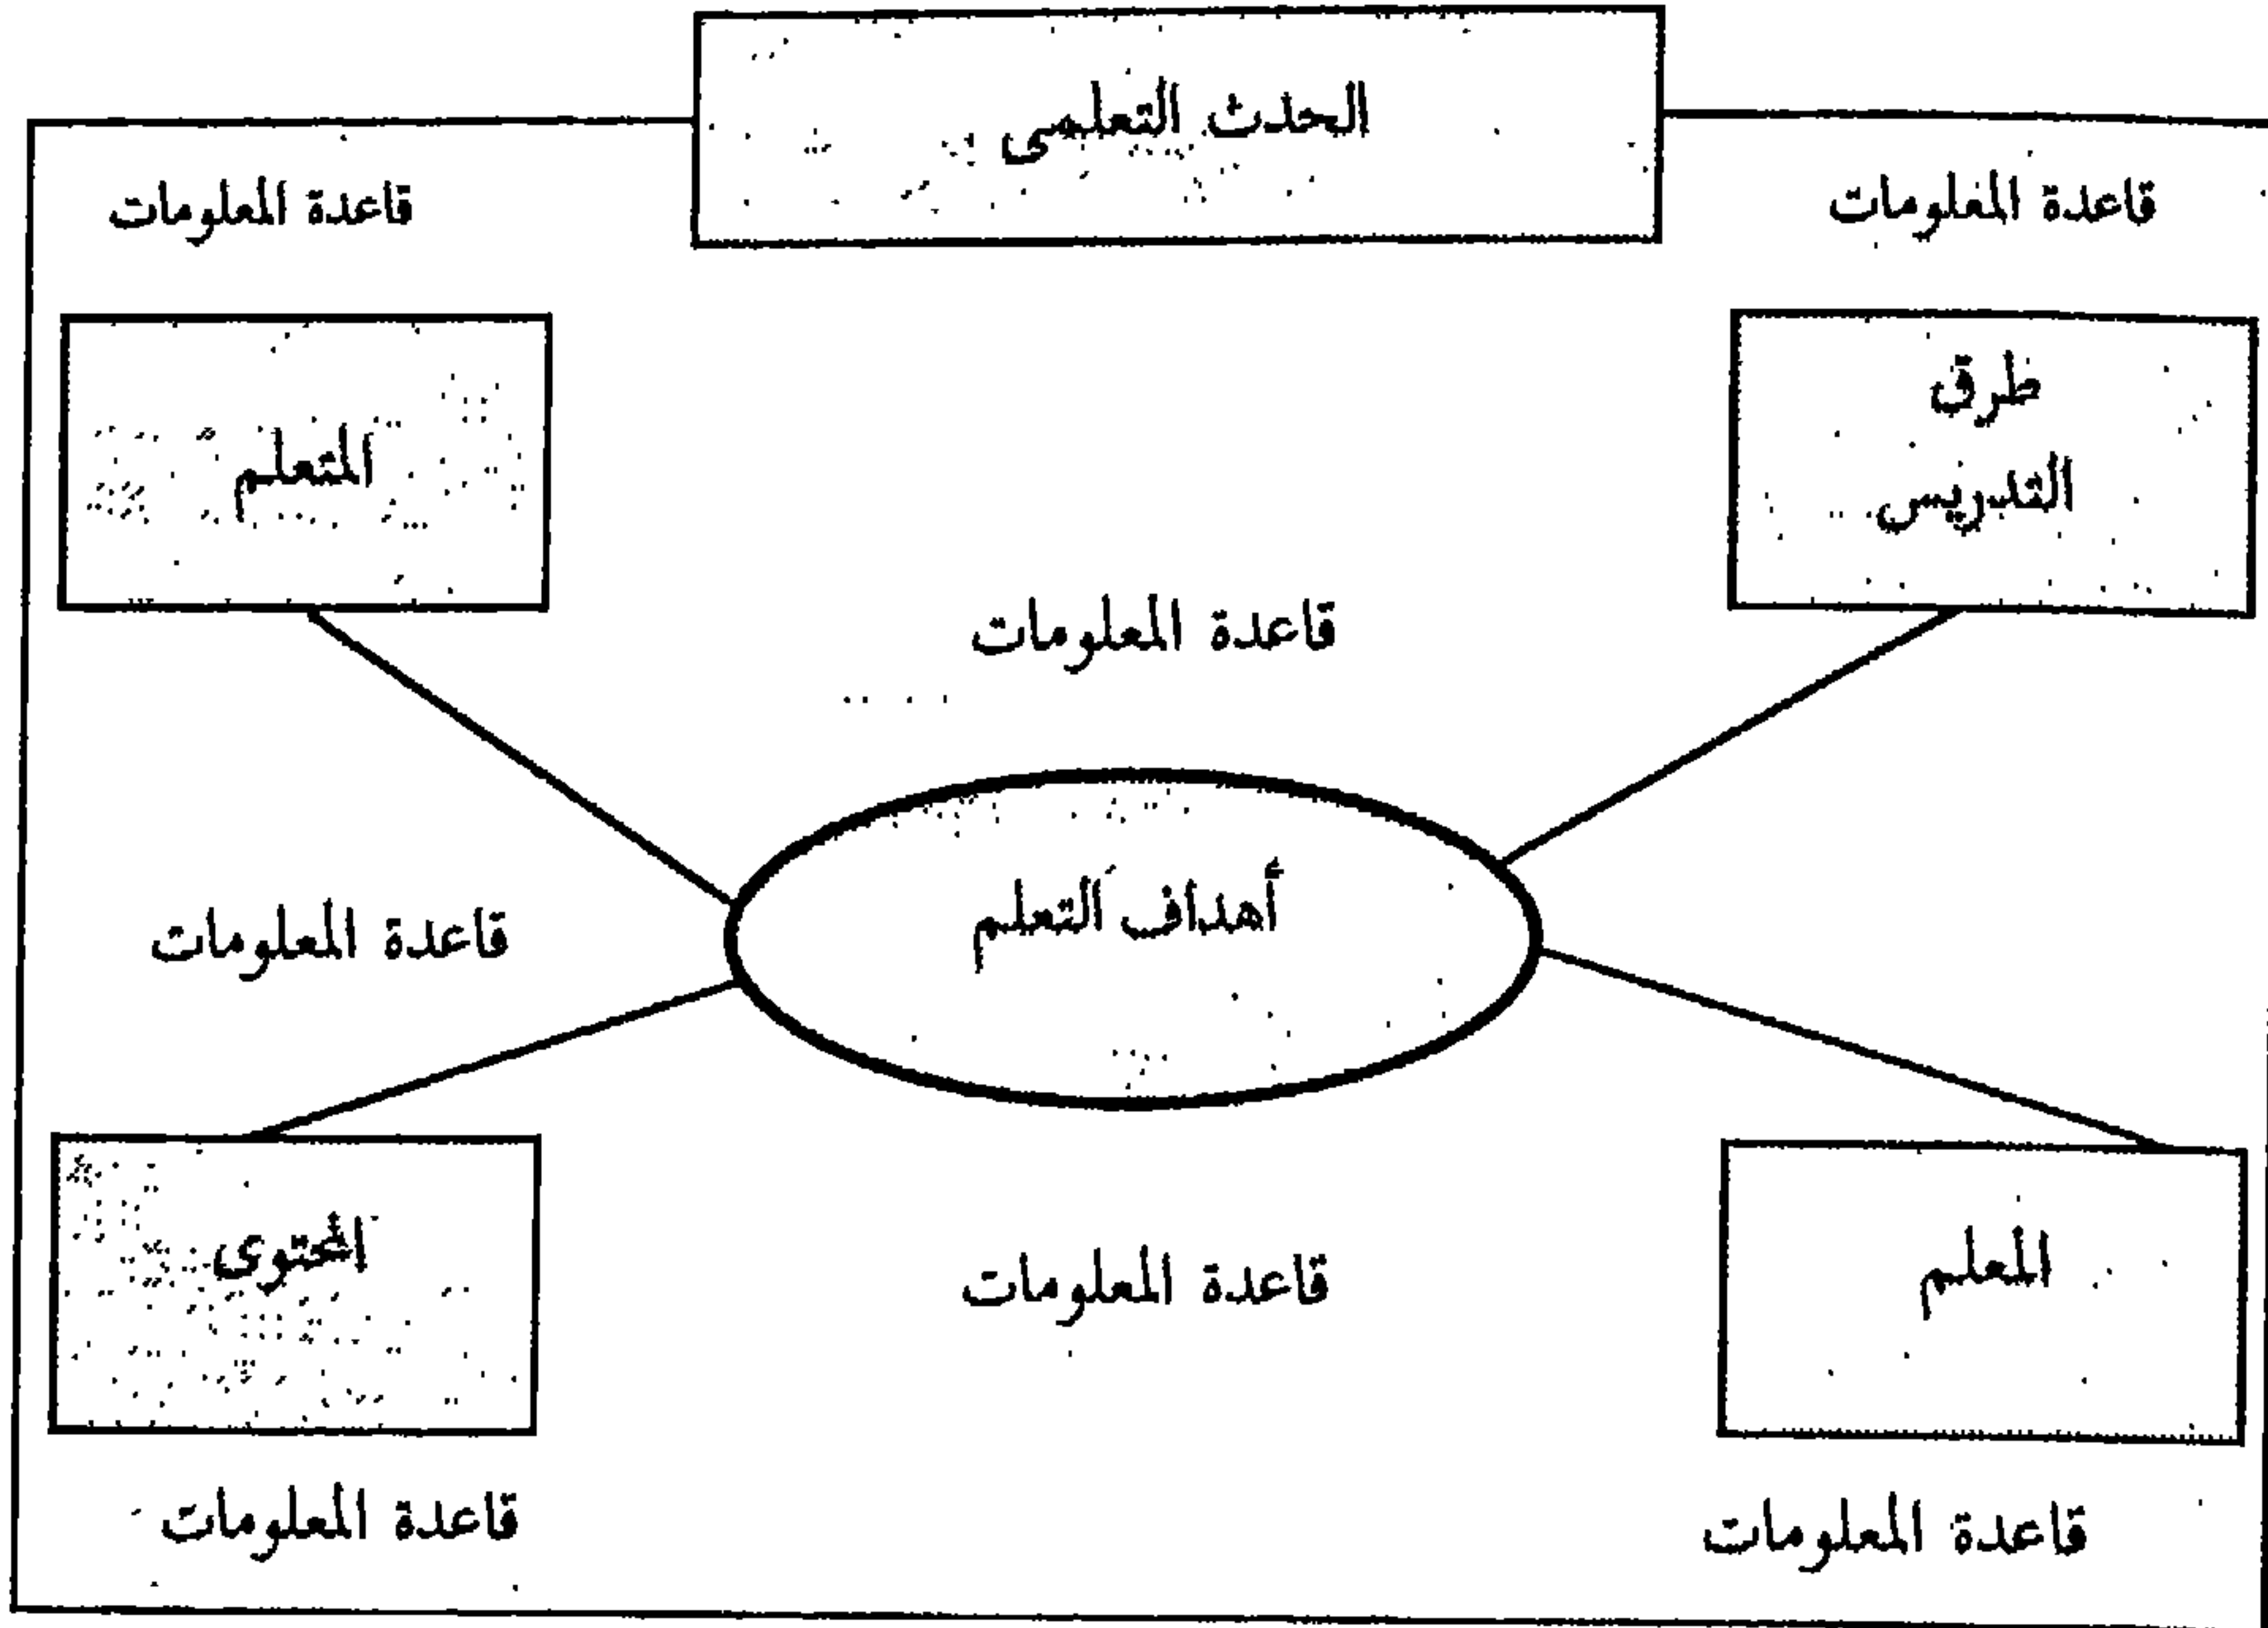 الحدث التعلمى
قاعدة المعلومات
قاعدة المعلومات
طرق
التدريس
المتعلم
قاعدة المعلومات
أهداف التعلم
قاعدة المعلومات
المعلم
المحتوى
قاعدة المعلومات
قاعدة المعلومات
قاعدة المعلومات